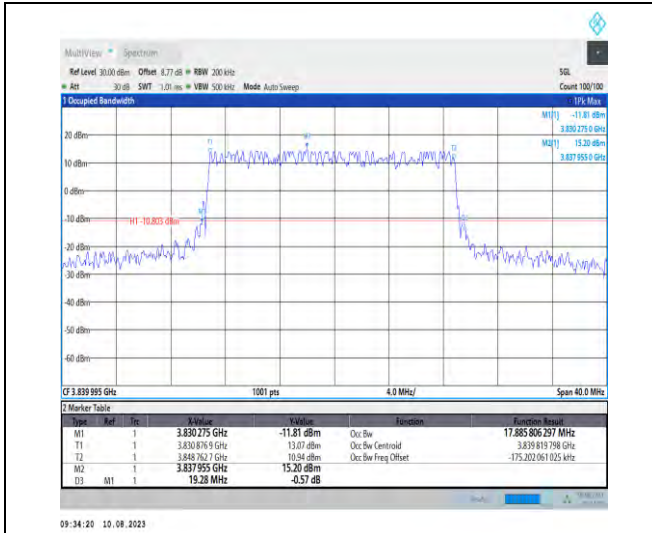 MultiView Spectrum
Ref Level 30.00 dBm Offset 8.77 dB RBW 200 kHz SGL
Att 30 dB SWT 1.01 ms VBW 500 kHz Mode Auto Sweep Count 100/100
1 Occupied Bandwidth 1Pk Max
M1[1] -11.81 dBm
3.830 275 0 GHz
M2[1] 15.20 dBm
3.837 955 0 GHz
20 dBm
10 dBm
0 dBm
-10 dBm
H1 -10.803 dBm
-20 dBm
-30 dBm
-40 dBm
-50 dBm
-60 dBm
CF 3.839 995 GHz 1001 pts 4.0 MHz/ Span 40.0 MHz
2 Marker Table
Type Ref Trc X-Value Y-Value Function Function Result
M1 1 3.830 275 GHz -11.81 dBm Occ Bw 17.885 806 297 MHz
T1 1 3.830 876 9 GHz 13.07 dBm Occ Bw Centroid 3.839 819 798 GHz
T2 1 3.848 762 7 GHz 10.94 dBm Occ Bw Freq Offset -175.202 061 025 kHz
M2 1 3.837 955 GHz 15.20 dBm
D3 M1 1 19.28 MHz -0.57 dB
09:34:20 10.08.2023